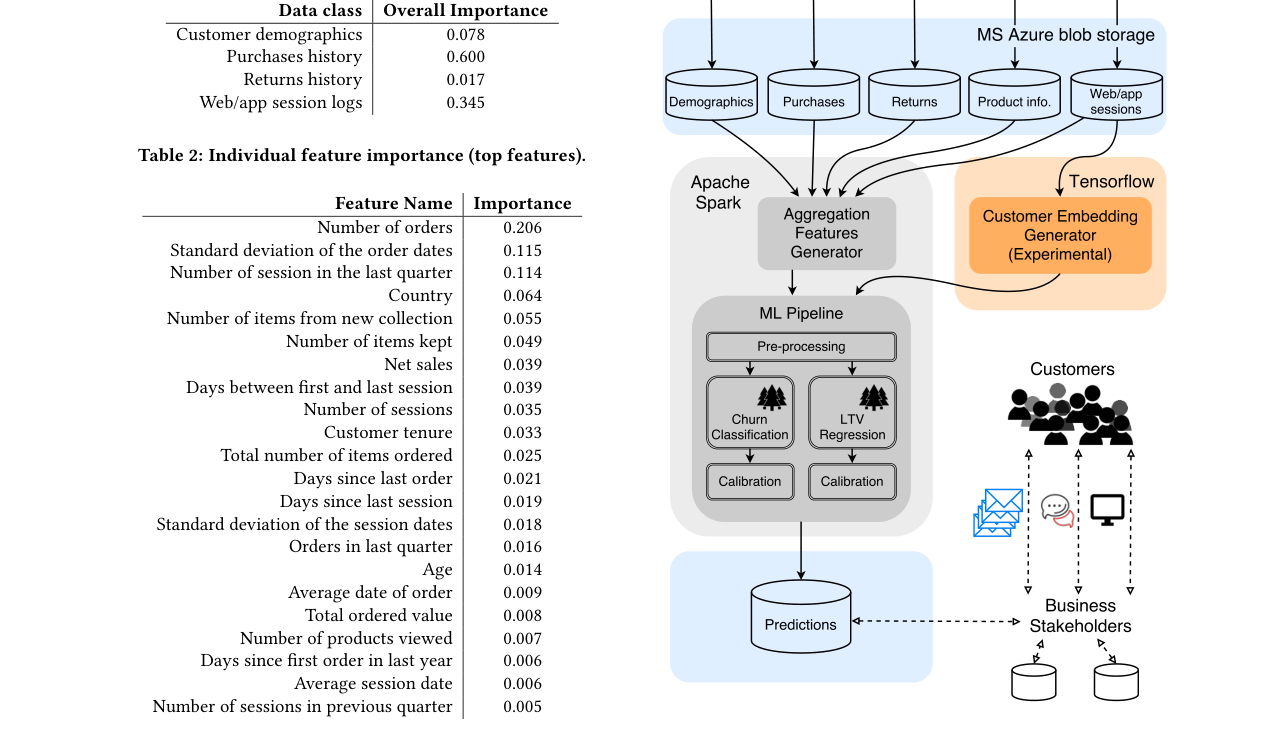 Data class Overall Importance
Customer demographics 0.078
Purchases history 0.600
Returns history 0.017
Web/app session logs 0.345
Table 2: Individual feature importance (top features).
Feature Name Importance
Number of orders 0.206
Standard deviation of the order dates 0.115
Number of session in the last quarter 0.114
Country 0.064
Number of items from new collection 0.055
Number of items kept 0.049
Net sales 0.039
Days between first and last session 0.039
Number of sessions 0.035
Customer tenure 0.033
Total number of items ordered 0.025
Days since last order 0.021
Days since last session 0.019
Standard deviation of the session dates 0.018
Orders in last quarter 0.016
Age 0.014
Average date of order 0.009
Total ordered value 0.008
Number of products viewed 0.007
Days since first order in last year 0.006
Average session date 0.006
Number of sessions in previous quarter 0.005
MS Azure blob storage
Demographics
Purchases
Returns
Product info.
Web/app
sessions
Apache
Spark
Aggregation
Features
Generator
Tensorflow
Customer Embedding
Generator
(Experimental)
ML Pipeline
Pre-processing
Churn
Classification
LTV
Regression
Calibration
Calibration
Customers
Business
Stakeholders
Predictions